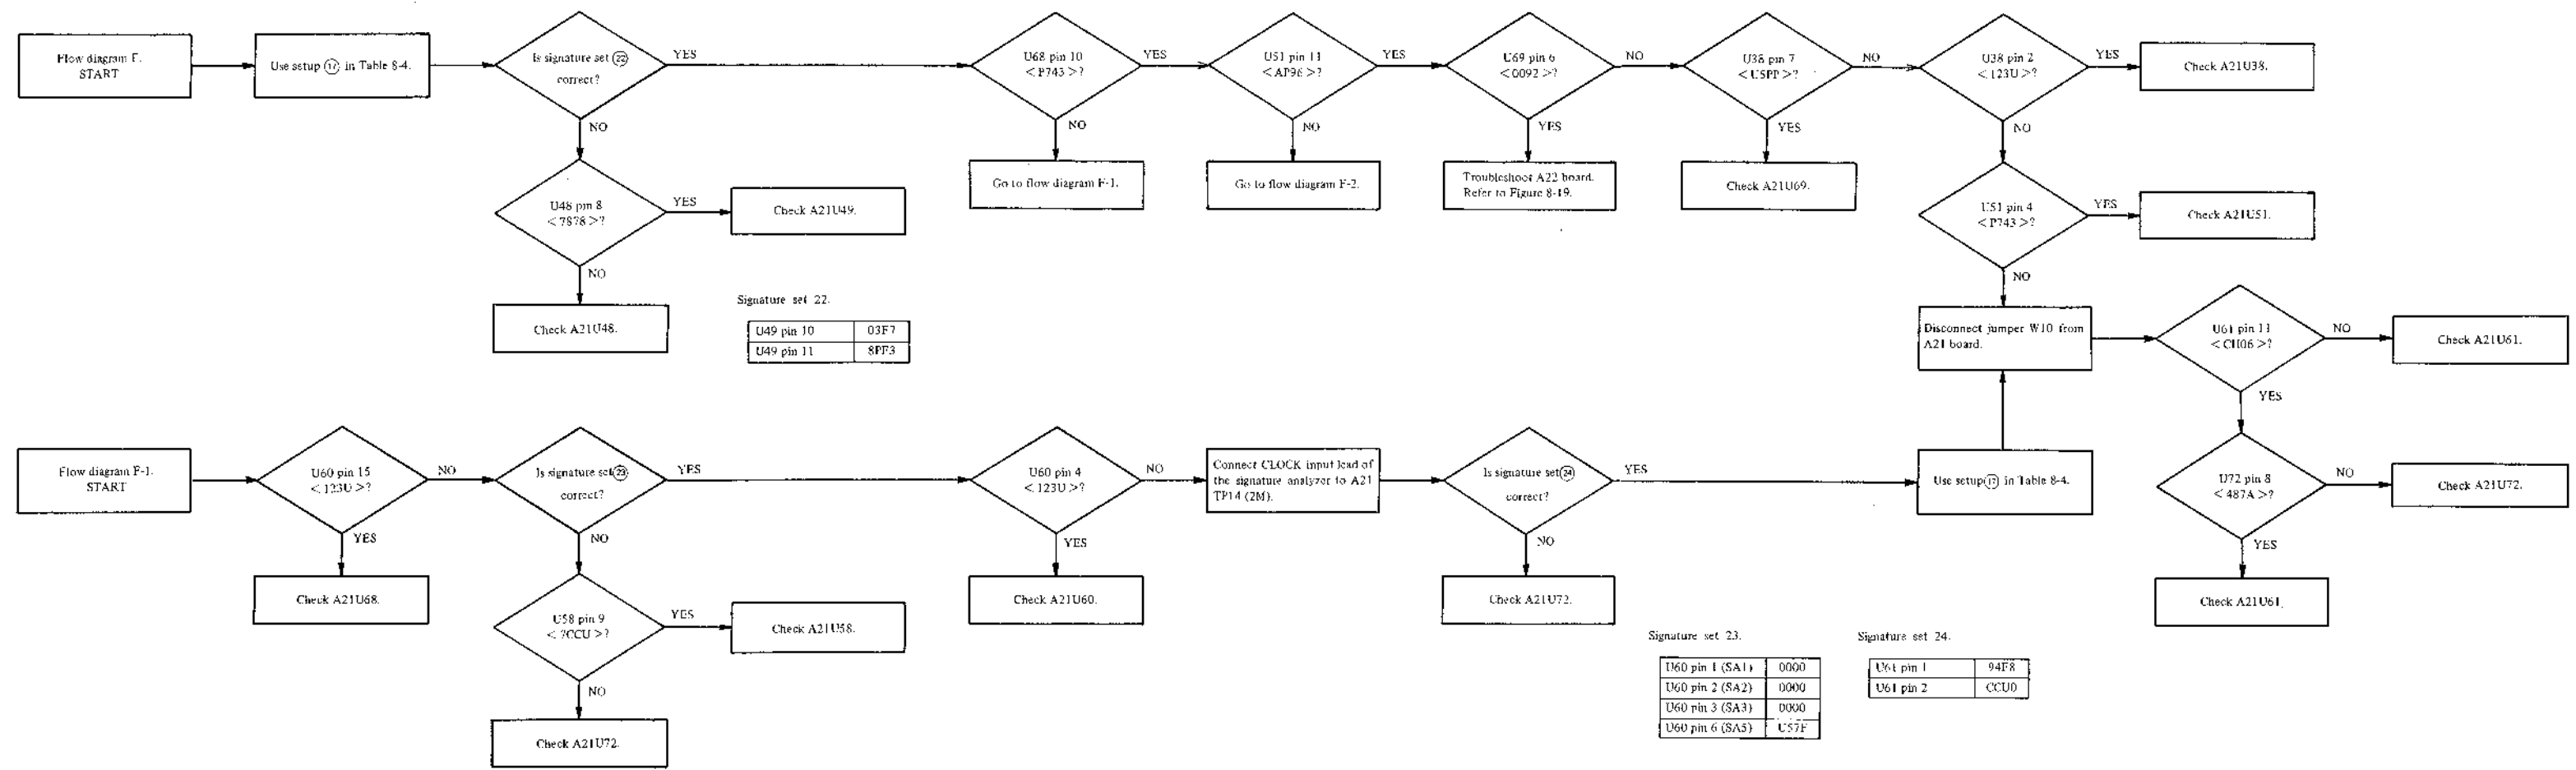 Flow diagram F.
START
Use setup 17 in Table 8-4.
Is signature set 22
correct?
YES
NO
U48 pin 8
<7878>?
YES
Check A21U49.
NO
Check A21U48.
Signature set 22.
U49 pin 10 03F7
U49 pin 11 8PF3
U68 pin 10
<P743>?
YES
NO
Go to flow diagram F-1.
U51 pin 11
<AP96>?
YES
NO
Go to flow diagram F-2.
U69 pin 6
<0092>?
NO
YES
Troubleshoot A22 board.
Refer to Figure 8-19.
U38 pin 7
<U5PP>?
NO
YES
Check A21U69.
U38 pin 2
<123U>?
YES
Check A21U38.
NO
U51 pin 4
<P743>?
YES
Check A21U51.
NO
Disconnect jumper W10 from
A21 board.
U61 pin 11
<CH06>?
NO
Check A21U61.
YES
U72 pin 8
<487A>?
NO
Check A21U72.
YES
Check A21U61.
Flow diagram F-1.
START
U60 pin 15
<123U>?
NO
YES
Check A21U68.
Is signature set 23
correct?
YES
NO
U58 pin 9
<7CCU>?
YES
Check A21U58.
NO
Check A21U72.
U60 pin 4
<123U>?
NO
YES
Check A21U60.
Connect CLOCK input lead of
the signature analyzer to A21
TP14 (2M).
Is signature set 24
correct?
YES
NO
Check A21U72.
Use setup 17 in Table 8-4.
Signature set 23.
U60 pin 1 (SA1) 0000
U60 pin 2 (SA2) 0000
U60 pin 3 (SA3) 0000
U60 pin 6 (SA5) U57F
Signature set 24.
U61 pin 1 94F8
U61 pin 2 CCU0